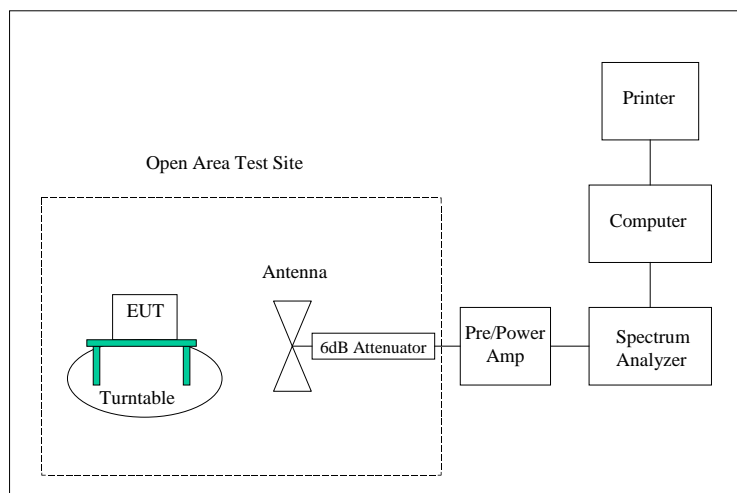 Printer
Open Area Test Site
Computer
Antenna
EUT
6dB Attenuator
Pre/Power
Amp
Spectrum
Analyzer
Turntable